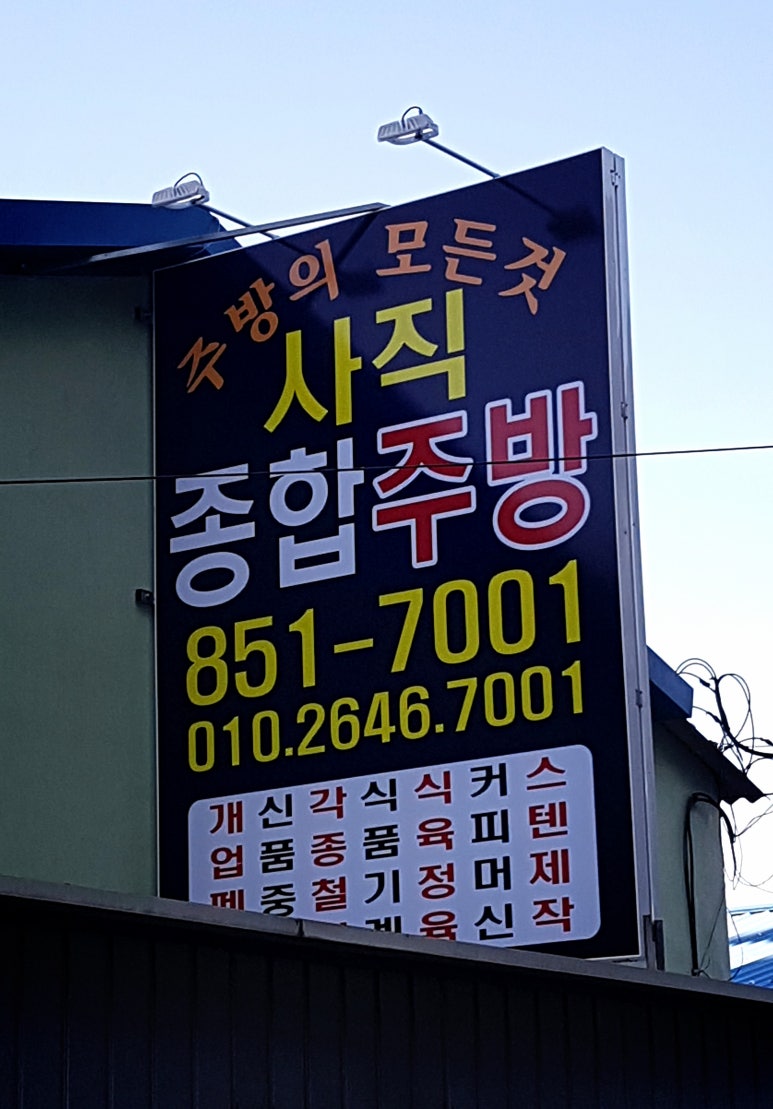 주방의 모든것
사직
종합주방
851-7001
010.2646.7001
개업
신품중
각종철
식품기계
식육정육
커피머신
스텐제작